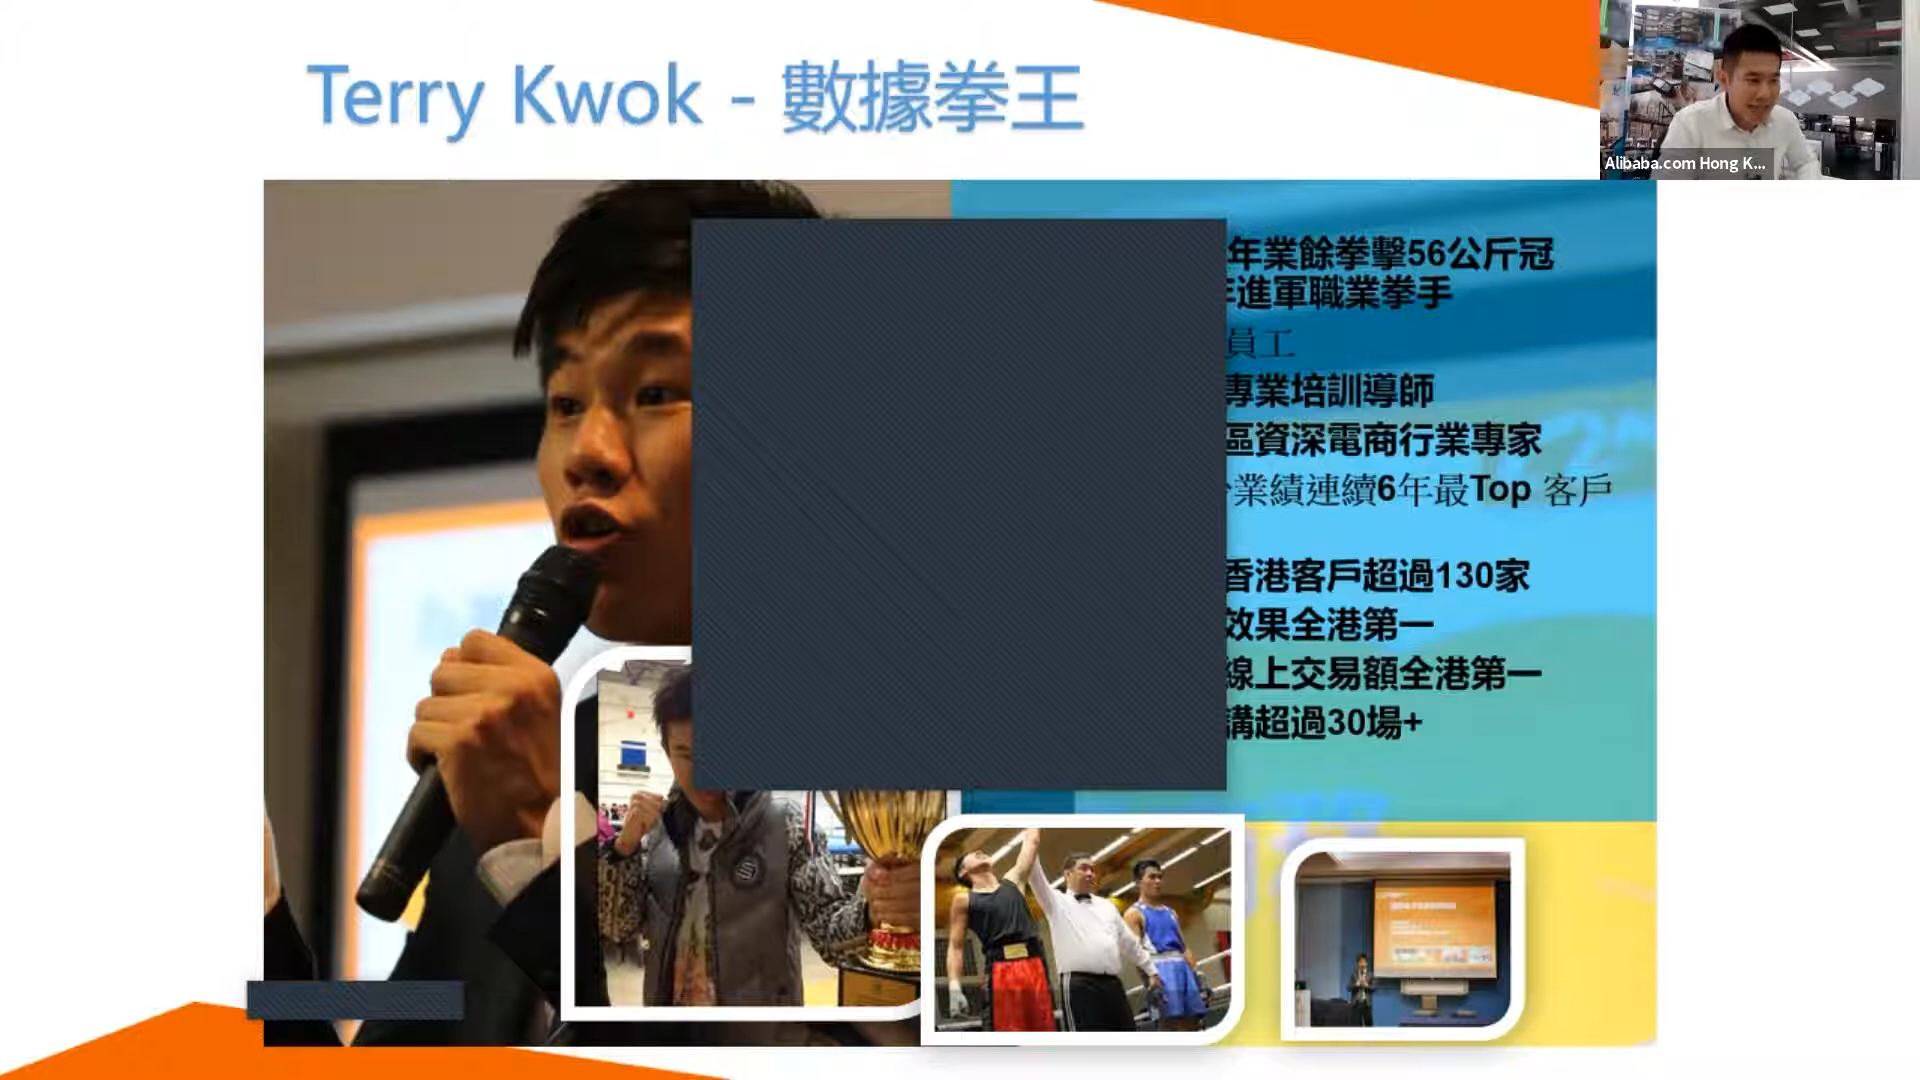 Terry Kwok - 數據拳王
Alibaba.com Hong K...
年業餘拳擊56公斤冠
進軍職業拳手
員工
專業培訓導師
區資深電商行業專家
業績連續6年最Top 客戶
香港客戶超過130家
效果全港第一
線上交易額全港第一
講超過30場+